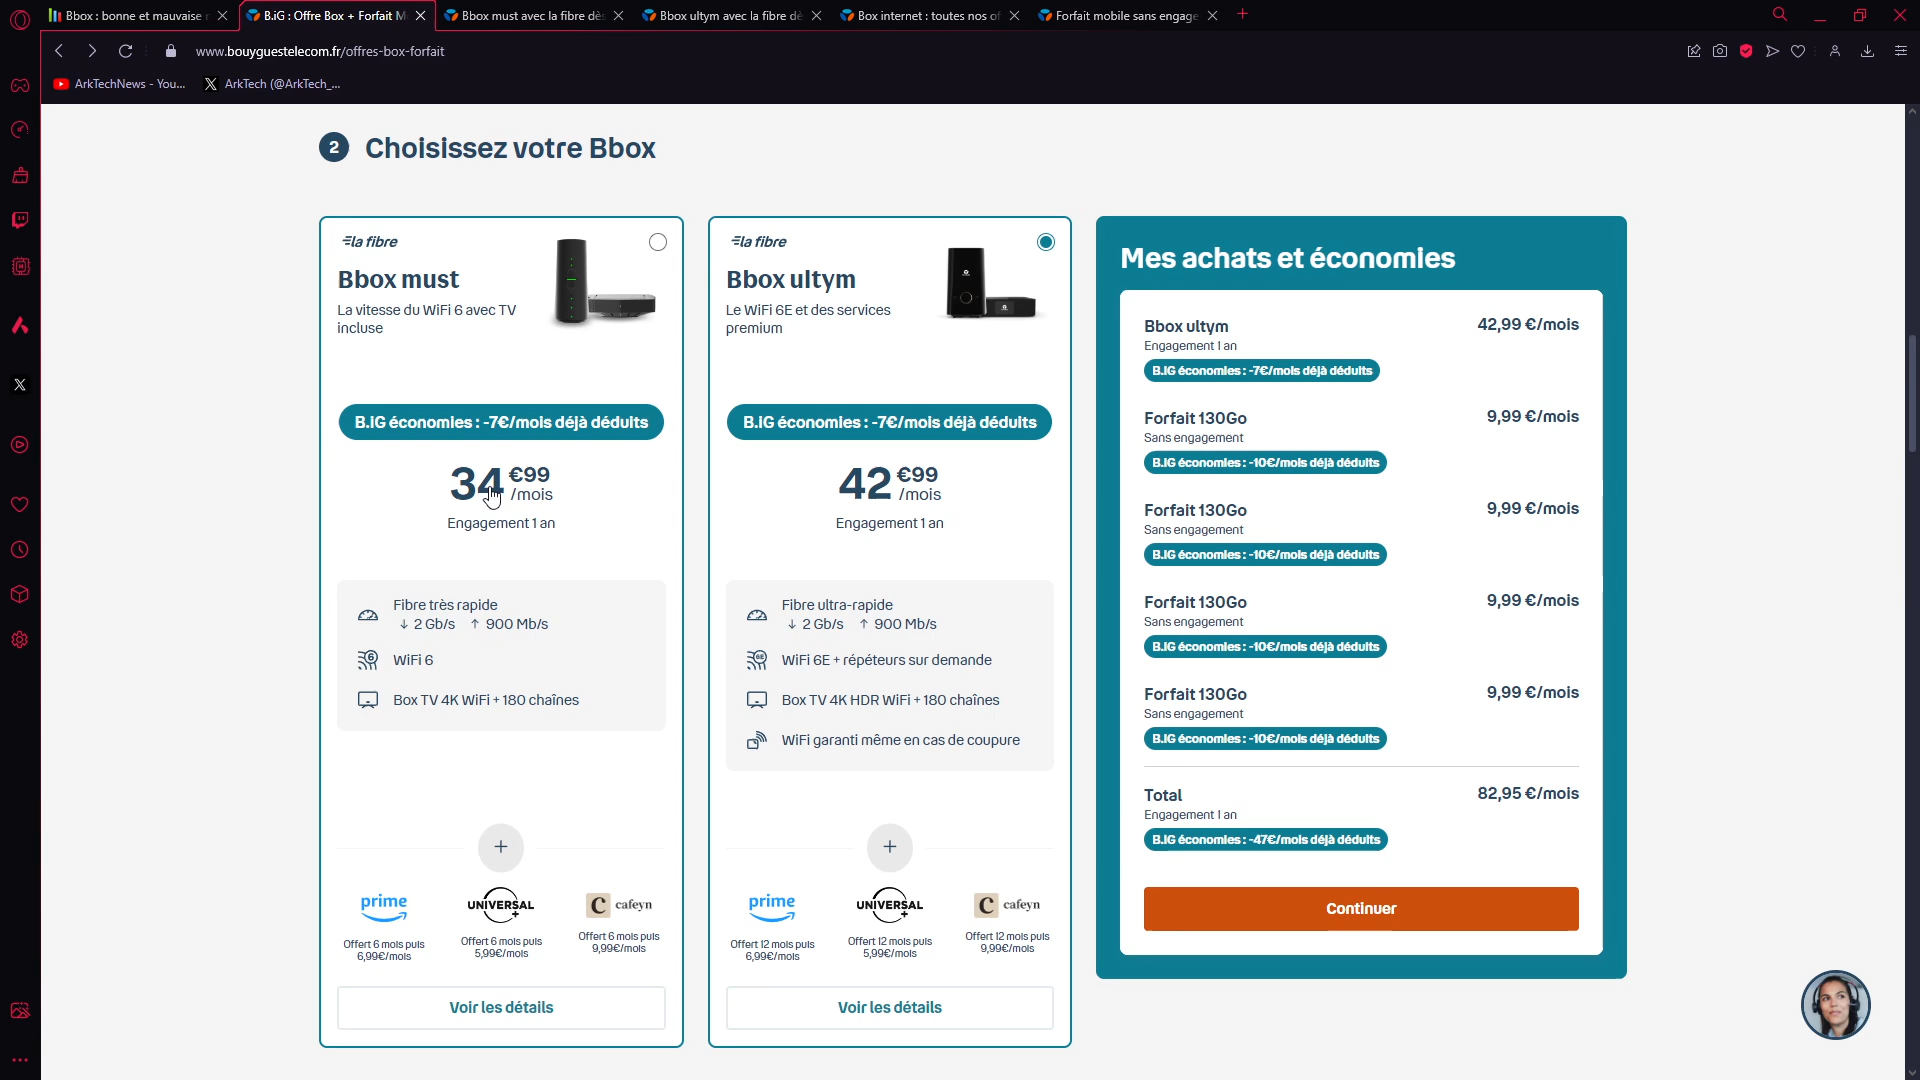 Bbox : bonne et mauvaise
B.iG : Offre Box + Forfait M
Bbox must avec la fibre dès
Bbox ultym avec la fibre dè
Box internet : toutes nos of
Forfait mobile sans engage
www.bouyguestelecom.fr/offres-box-forfait
ArkTechNews - You...
ArkTech (@ArkTech_...
2 Choisissez votre Bbox
la fibre
Bbox must
La vitesse du WiFi 6 avec TV
incluse
B.iG économies : -7€/mois déjà déduits
34 €99
/mois
Engagement 1 an
Fibre très rapide
↓ 2 Gb/s ↑ 900 Mb/s
WiFi 6
Box TV 4K WiFi + 180 chaînes
+
prime
Offert 6 mois puis
6,99€/mois
UNIVERSAL+
Offert 6 mois puis
5,99€/mois
C cafeyn
Offert 6 mois puis
9,99€/mois
Voir les détails
la fibre
Bbox ultym
Le WiFi 6E et des services
premium
B.iG économies : -7€/mois déjà déduits
42 €99
/mois
Engagement 1 an
Fibre ultra-rapide
↓ 2 Gb/s ↑ 900 Mb/s
WiFi 6E + répéteurs sur demande
Box TV 4K HDR WiFi + 180 chaînes
WiFi garanti même en cas de coupure
+
prime
Offert 12 mois puis
6,99€/mois
UNIVERSAL+
Offert 12 mois puis
5,99€/mois
C cafeyn
Offert 12 mois puis
9,99€/mois
Voir les détails
Mes achats et économies
Bbox ultym 42,99 €/mois
Engagement 1 an
B.IG économies : -7€/mois déjà déduits
Forfait 130Go 9,99 €/mois
Sans engagement
B.IG économies : -10€/mois déjà déduits
Forfait 130Go 9,99 €/mois
Sans engagement
B.IG économies : -10€/mois déjà déduits
Forfait 130Go 9,99 €/mois
Sans engagement
B.IG économies : -10€/mois déjà déduits
Forfait 130Go 9,99 €/mois
Sans engagement
B.IG économies : -10€/mois déjà déduits
Total 82,95 €/mois
Engagement 1 an
B.IG économies : -47€/mois déjà déduits
Continuer